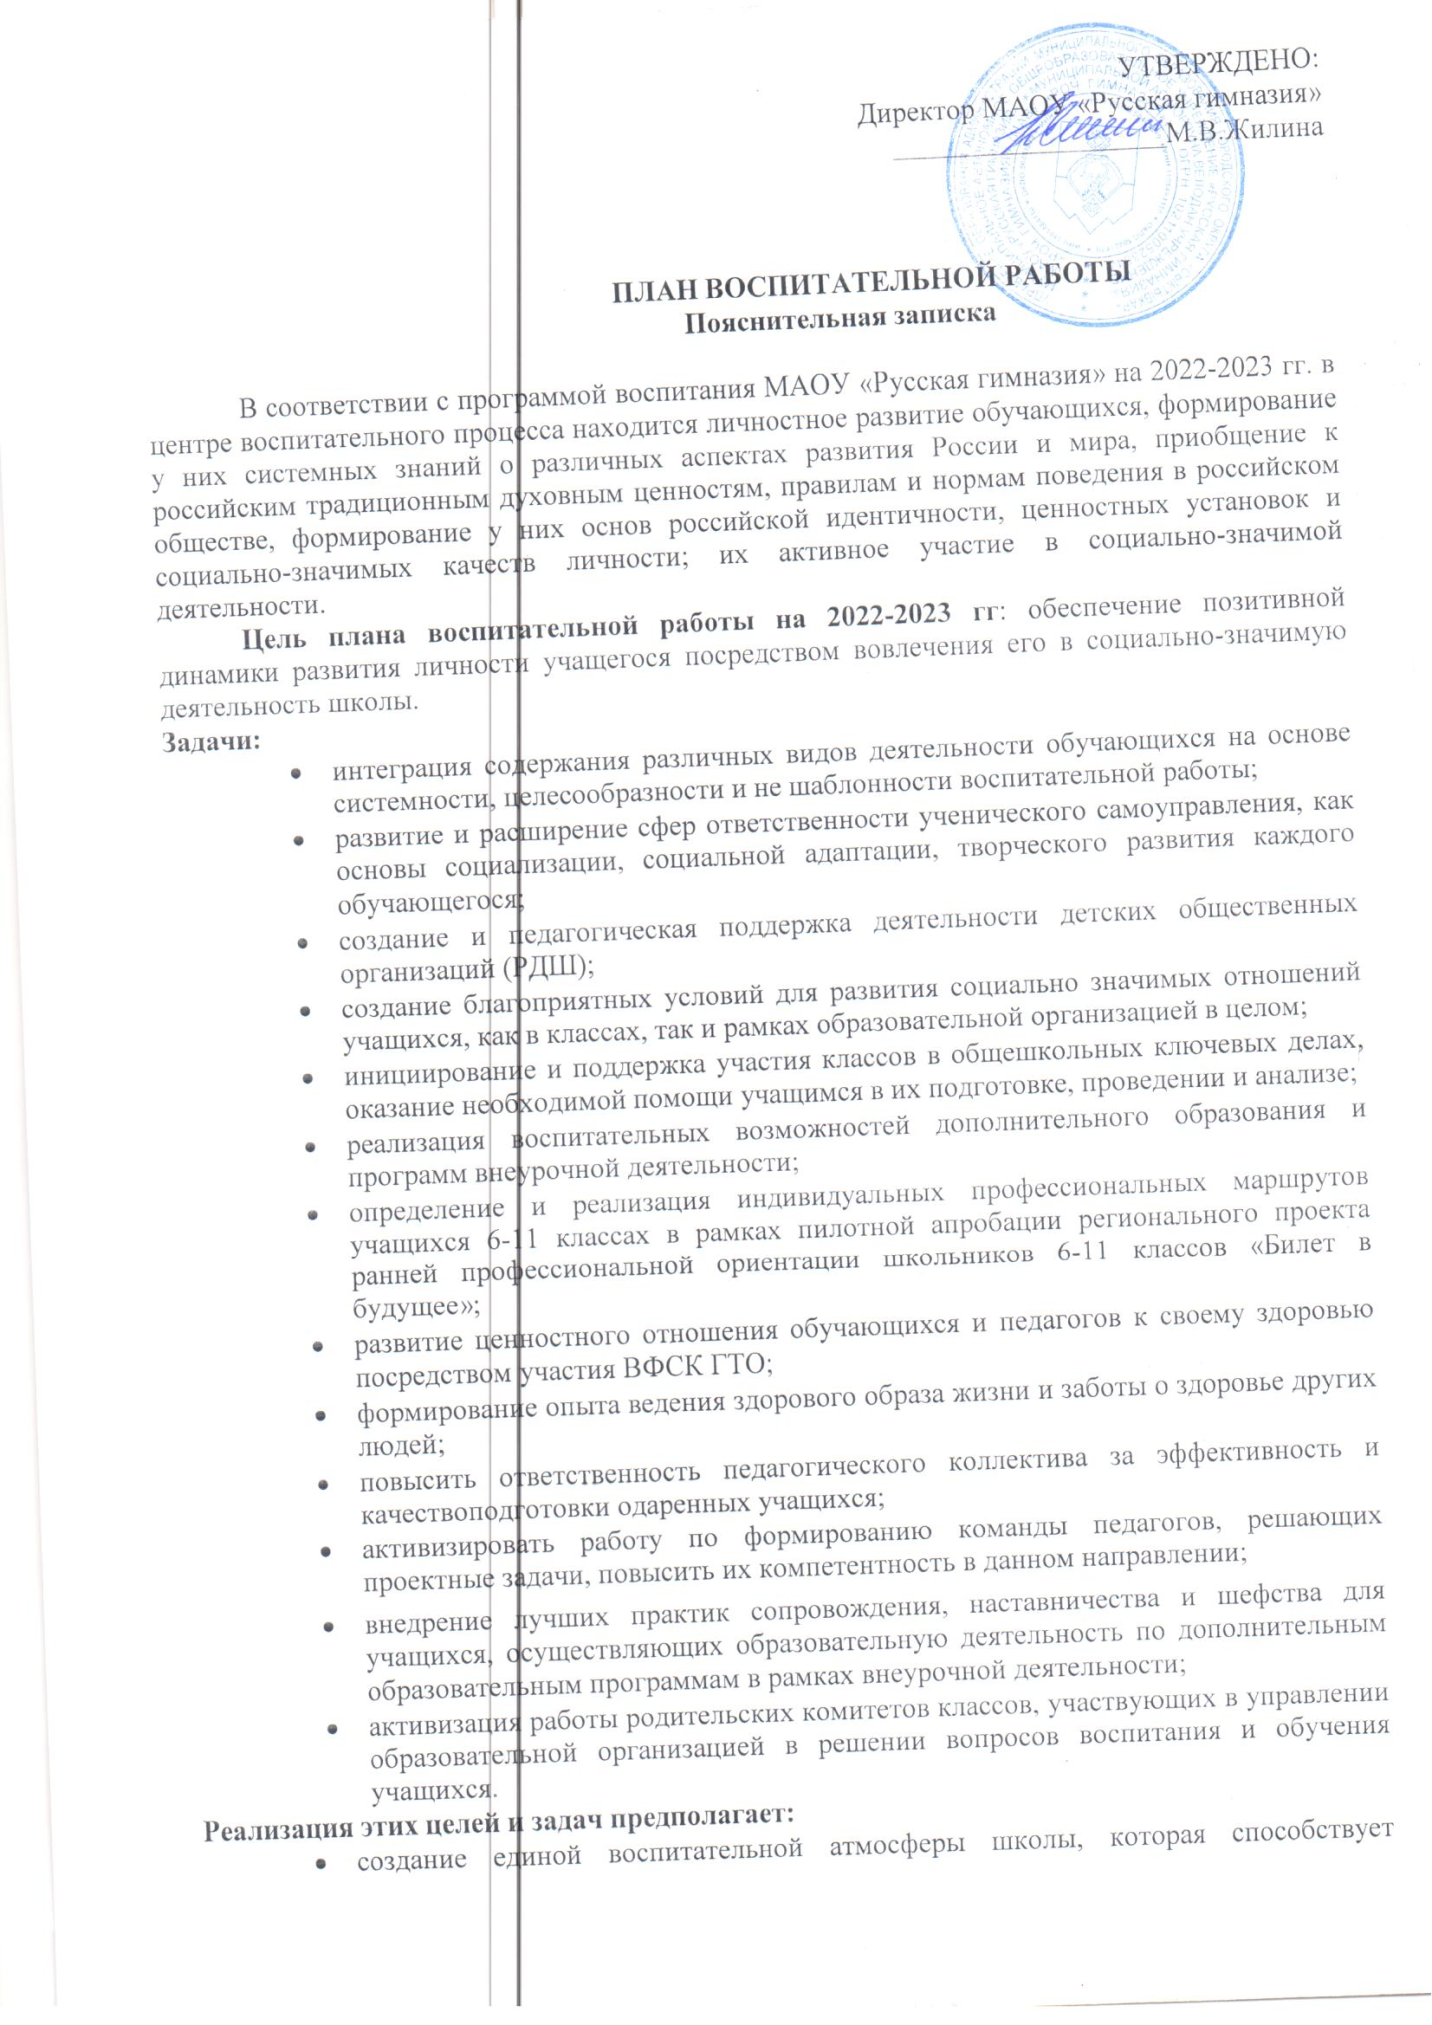 УТВЕРЖДЕНО:
Директор МАОУ «Русская гимназия»
М.В.Жилина
ПЛАН ВОСПИТАТЕЛЬНОЙ РАБОТЫ
Пояснительная записка
В соответствии с программой воспитания МАОУ «Русская гимназия» на 2022-2023 гг. в
центре воспитательного процесса находится личностное развитие обучающихся, формирование
у них системных знаний о различных аспектах развития России и мира, приобщение к
российским традиционным духовным ценностям, правилам и нормам поведения в российском
обществе, формирование у них основ российской идентичности, ценностных установок и
социально-значимых качеств личности; их активное участие в социально-значимой
деятельности.
Цель плана воспитательной работы на 2022-2023 гг: обеспечение позитивной
динамики развития личности учащегося посредством вовлечения его в социально-значимую
деятельность школы.
Задачи:
• интеграция содержания различных видов деятельности обучающихся на основе
системности, целесообразности и не шаблонности воспитательной работы;
• развитие и расширение сфер ответственности ученического самоуправления, как
основы социализации, социальной адаптации, творческого развития каждого
обучающегося;
• создание и педагогическая поддержка деятельности детских общественных
организаций (РДШ);
• создание благоприятных условий для развития социально значимых отношений
учащихся, как в классах, так и рамках образовательной организацией в целом;
• инициирование и поддержка участия классов в общешкольных ключевых делах,
оказание необходимой помощи учащимся в их подготовке, проведении и анализе;
• реализация воспитательных возможностей дополнительного образования и
программ внеурочной деятельности;
• определение и реализация индивидуальных профессиональных маршрутов
учащихся 6-11 классах в рамках пилотной апробации регионального проекта
ранней профессиональной ориентации школьников 6-11 классов «Билет в
будущее»;
• развитие ценностного отношения обучающихся и педагогов к своему здоровью
посредством участия ВФСК ГТО;
• формирование опыта ведения здорового образа жизни и заботы о здоровье других
людей;
• повысить ответственность педагогического коллектива за эффективность и
качествоподготовки одаренных учащихся;
• активизировать работу по формированию команды педагогов, решающих
проектные задачи, повысить их компетентность в данном направлении;
• внедрение лучших практик сопровождения, наставничества и шефства для
учащихся, осуществляющих образовательную деятельность по дополнительным
образовательным программам в рамках внеурочной деятельности;
• активизация работы родительских комитетов классов, участвующих в управлении
образовательной организацией в решении вопросов воспитания и обучения
учащихся.
Реализация этих целей и задач предполагает:
• создание единой воспитательной атмосферы школы, которая способствует